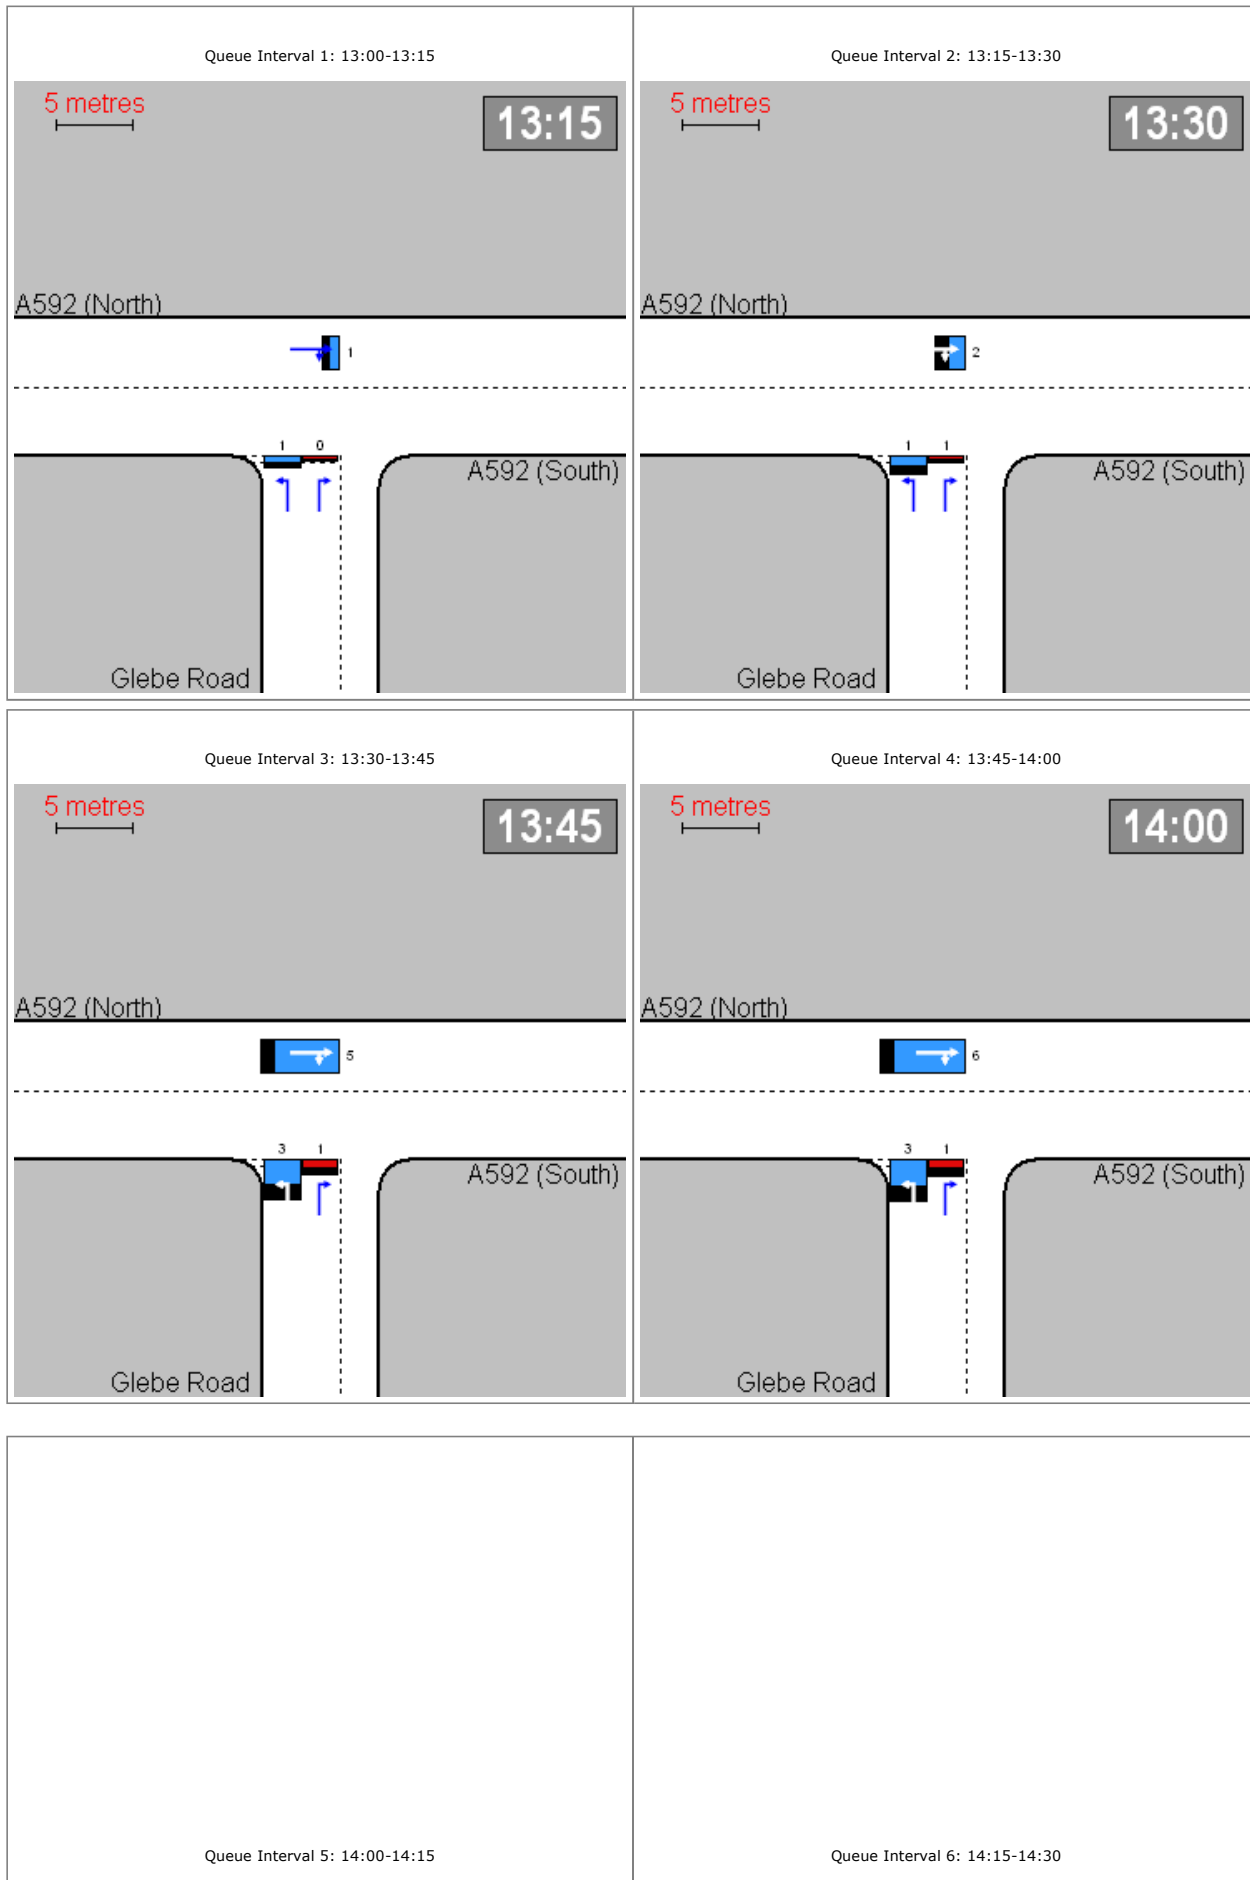 Queue Interval 1: 13:00-13:15
5 metres
13:15
A592 (North)
1
1 0
A592 (South)
Glebe Road
Queue Interval 2: 13:15-13:30
5 metres
13:30
A592 (North)
2
1 1
A592 (South)
Glebe Road
Queue Interval 3: 13:30-13:45
5 metres
13:45
A592 (North)
5
3 1
A592 (South)
Glebe Road
Queue Interval 4: 13:45-14:00
5 metres
14:00
A592 (North)
6
3 1
A592 (South)
Glebe Road
Queue Interval 5: 14:00-14:15
Queue Interval 6: 14:15-14:30